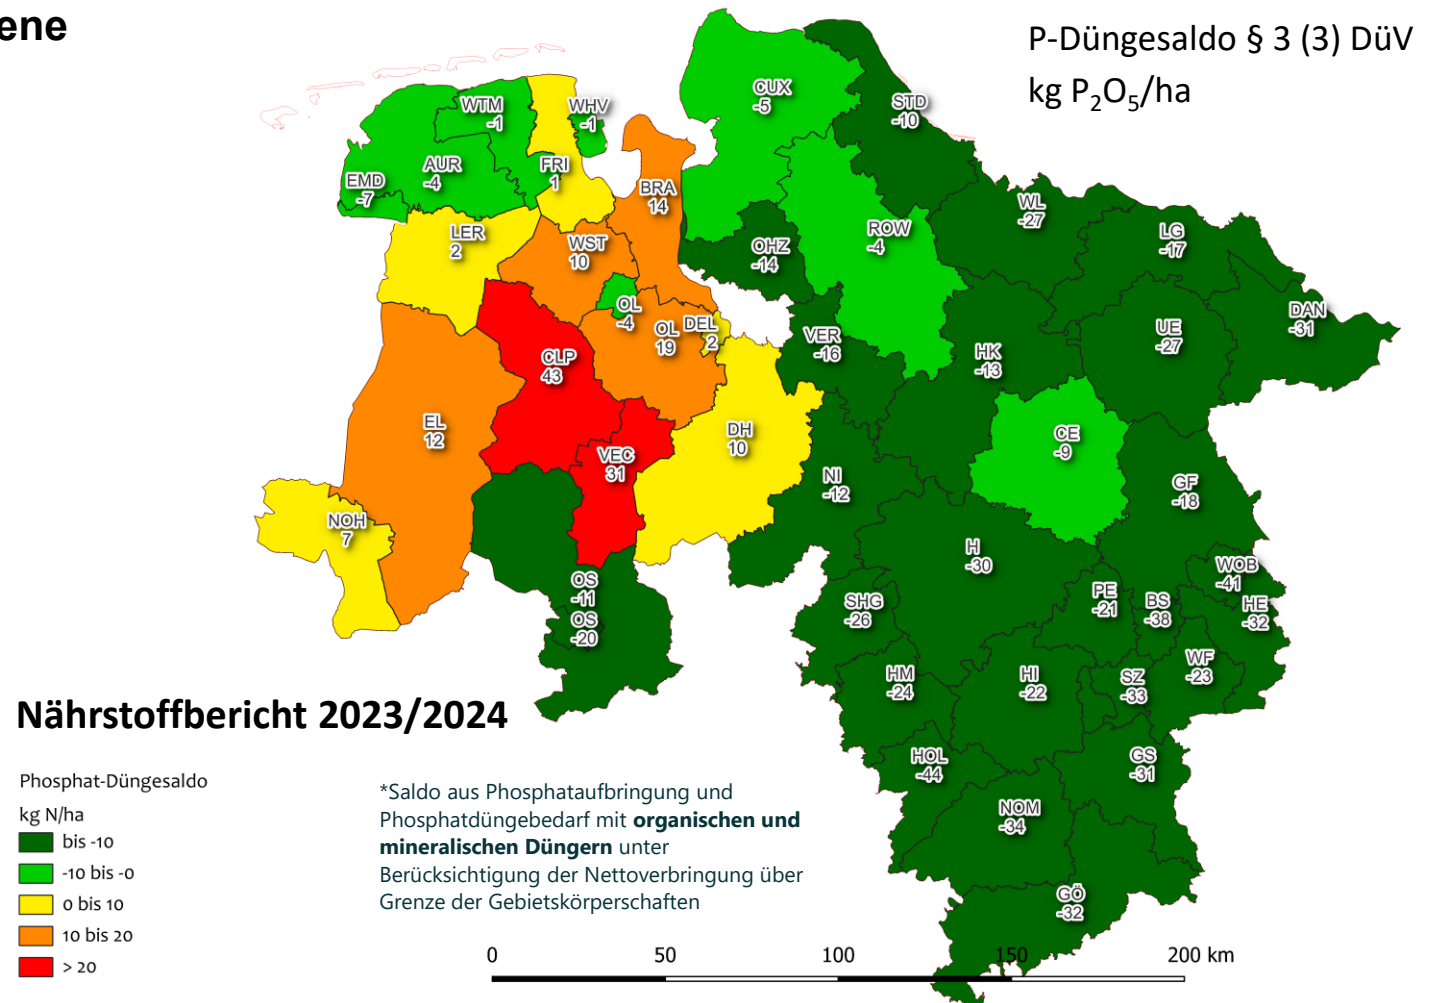 ene
P-Düngesaldo § 3 (3) DüV
kg P₂O₅/ha
CUX
-5
STD
-10
WTM
-1
WHV
-1
AUR
-4
FRI
1
EMD
-7
BRA
14
WL
-27
LER
2
WST
10
OHZ
-14
ROW
-4
LG
-17
OL
-4
OL
19
DEL
2
VER
-16
UE
-27
DAN
-31
CLP
43
HK
-13
EL
12
DH
10
CE
-9
VEC
31
NI
-12
GF
-18
NOH
7
H
-30
WOB
-41
OS
-11
OS
-20
SHG
-26
PE
-21
BS
-38
HE
-32
HM
-24
HI
-22
SZ
-33
WF
-23
HOL
-44
GS
-31
NOM
-34
GÖ
-32
Nährstoffbericht 2023/2024
Phosphat-Düngesaldo
kg N/ha
bis -10
-10 bis -0
0 bis 10
10 bis 20
> 20
*Saldo aus Phosphataufbringung und
Phosphatdüngebedarf mit organischen und
mineralischen Düngern unter
Berücksichtigung der Nettoverbringung über
Grenze der Gebietskörperschaften
0 50 100 150 200 km